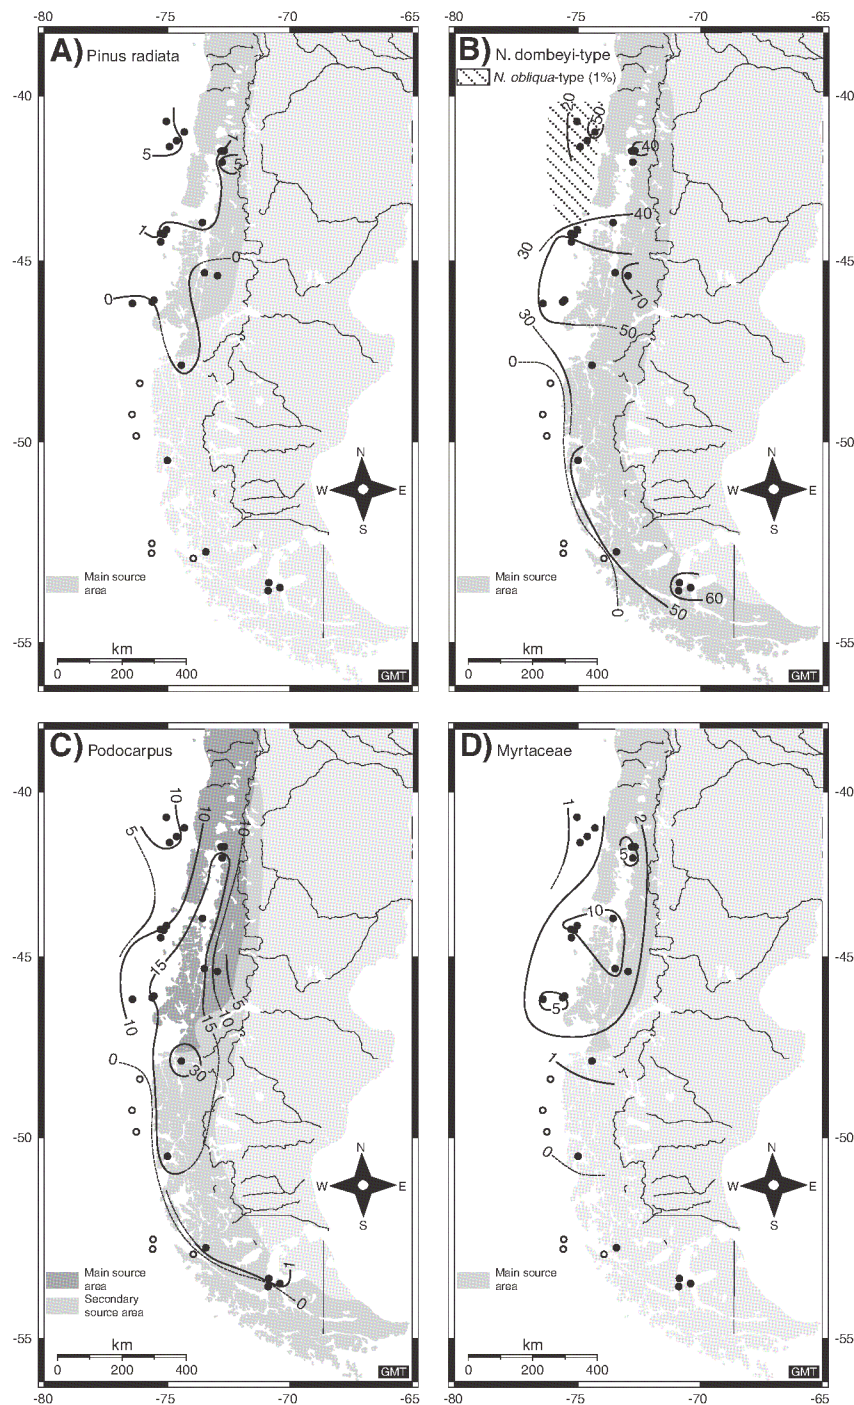 -80 -75 -70 -65
-75 -70 -65
A) Pinus radiata
B) N. dombeyi-type
N. obliqua-type (1%)
-40
-40
5
1
5
20
50
40
1
0
0
40
30
70
30
50
0
-45
-45
-50
-50
N
W E
S
N
W E
S
Main source
area
Main source
area
60
50
0
-55
-55
km
0 200 400
GMT
km
0 200 400
GMT
C) Podocarpus
D) Myrtaceae
-40
-40
10
5
10
10
15
10
5
10
15
30
0
1
2
5
10
5
1
0
-45
-45
-50
-50
N
W E
S
N
W E
S
1
0
Main source
area
Secondary
source area
Main source
area
-55
-55
km
0 200 400
GMT
km
0 200 400
GMT
-80 -75 -70 -65
-80 -75 -70 -65